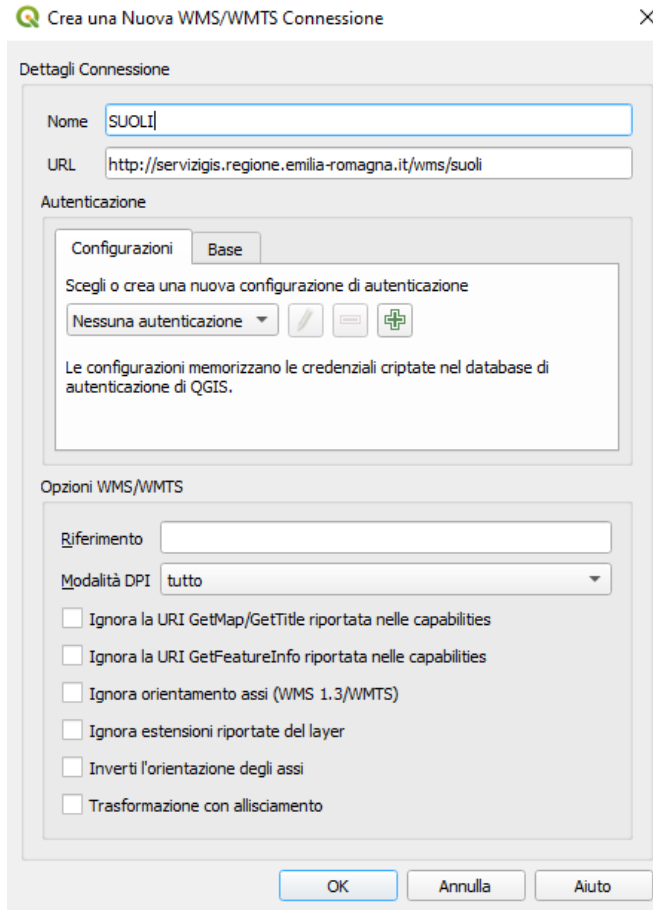 Crea una Nuova WMS/WMTS Connessione
Dettagli Connessione
Nome SUOLI
URL http://servizigis.regione.emilia-romagna.it/wms/suoli
Autenticazione
Configurazioni Base
Scegli o crea una nuova configurazione di autenticazione
Nessuna autenticazione
Le configurazioni memorizzano le credenziali criptate nel database di
autenticazione di QGIS.
Opzioni WMS/WMTS
Riferimento
Modalità DPI tutto
Ignora la URI GetMap/GetTitle riportata nelle capabilities
Ignora la URI GetFeatureInfo riportata nelle capabilities
Ignora orientamento assi (WMS 1.3/WMTS)
Ignora estensioni riportate del layer
Inverti l'orientazione degli assi
Trasformazione con allisciamento
OK Annulla Aiuto